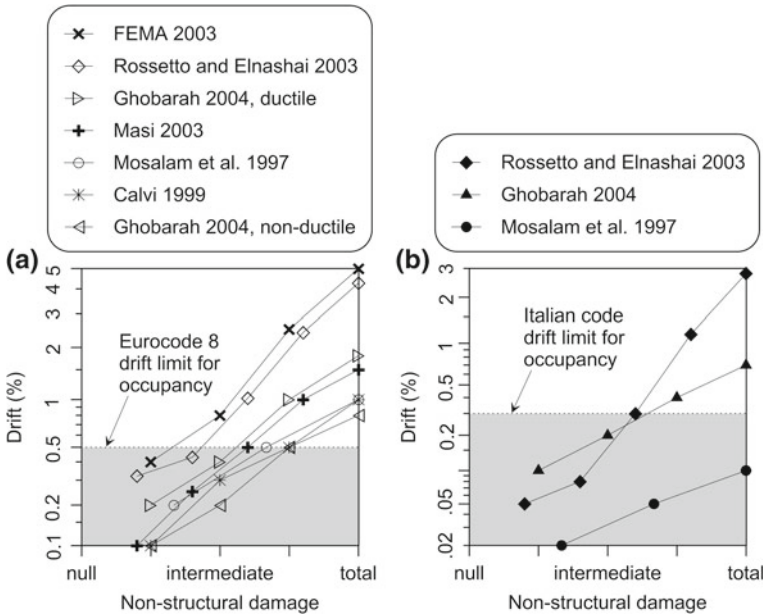 FEMA 2003
Rossetto and Elnashai 2003
Ghobarah 2004, ductile
Masi 2003
Mosalam et al. 1997
Calvi 1999
Ghobarah 2004, non-ductile
(a)
Eurocode 8
drift limit for
occupancy
Drift (%)
5
4
3
2
1
0.5
0.2
0.1
null
intermediate
total
Non-structural damage
Rossetto and Elnashai 2003
Ghobarah 2004
Mosalam et al. 1997
(b)
Italian code
drift limit for
occupancy
Drift (%)
3
2
1
0.5
0.2
0.05
.02
null
intermediate
total
Non-structural damage